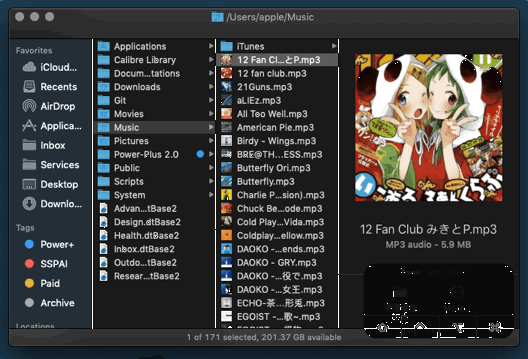 /Users/apple/Music
Favorites
iCloud...
Recents
AirDrop
Applica...
Inbox
Services
Desktop
Downlo...
Tags
Power+
SSPAI
Paid
Archive
Locations
Applications
Calibre Library
Docum...tations
Downloads
Git
Movies
Music
Pictures
Power-Plus 2.0
Public
Scripts
System
Advan...tBase2
Design.dtBase2
Health.dtBase2
Inbox.dtBase2
Outdo...tBase2
Resear...tBase2
iTunes
12 Fan Cl...とP.mp3
12 fan club.mp3
21Guns.mp3
aLIEz.mp3
All Too Well.mp3
American Pie.mp3
Birdy - Wings.mp3
BRE@TH...ESS.mp3
Butterfly Ori.mp3
Butterfly.mp3
Charlie P...sion).mp3
Chuck Be...ode.mp3
Cold Play...Vida.mp3
Coldplay...ellow.mp3
DAOKO -...ends.mp3
DAOKO - GRY.mp3
DAOKO -...役で.mp3
DAOKO -...女王.mp3
ECHO-茶...形兎).mp3
EGOIST -...歌~.mp3
12 Fan Club みきとP.mp3
MP3 audio - 5.9 MB
1 of 171 selected, 201.37 GB available